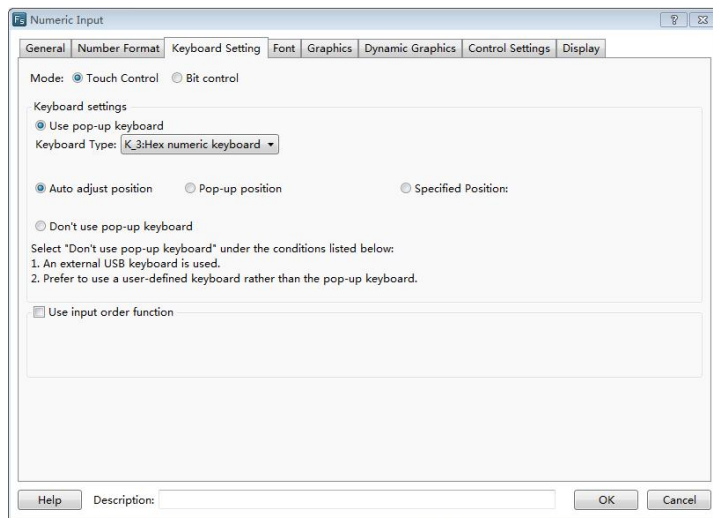 Fs Numeric Input
General Number Format Keyboard Setting Font Graphics Dynamic Graphics Control Settings Display
Mode: Touch Control Bit control
Keyboard settings
Use pop-up keyboard
Keyboard Type: K_3:Hex numeric keyboard
Auto adjust position Pop-up position Specified Position:
Don't use pop-up keyboard
Select "Don't use pop-up keyboard" under the conditions listed below:
1. An external USB keyboard is used.
2. Prefer to use a user-defined keyboard rather than the pop-up keyboard.
Use input order function
Help Description: OK Cancel